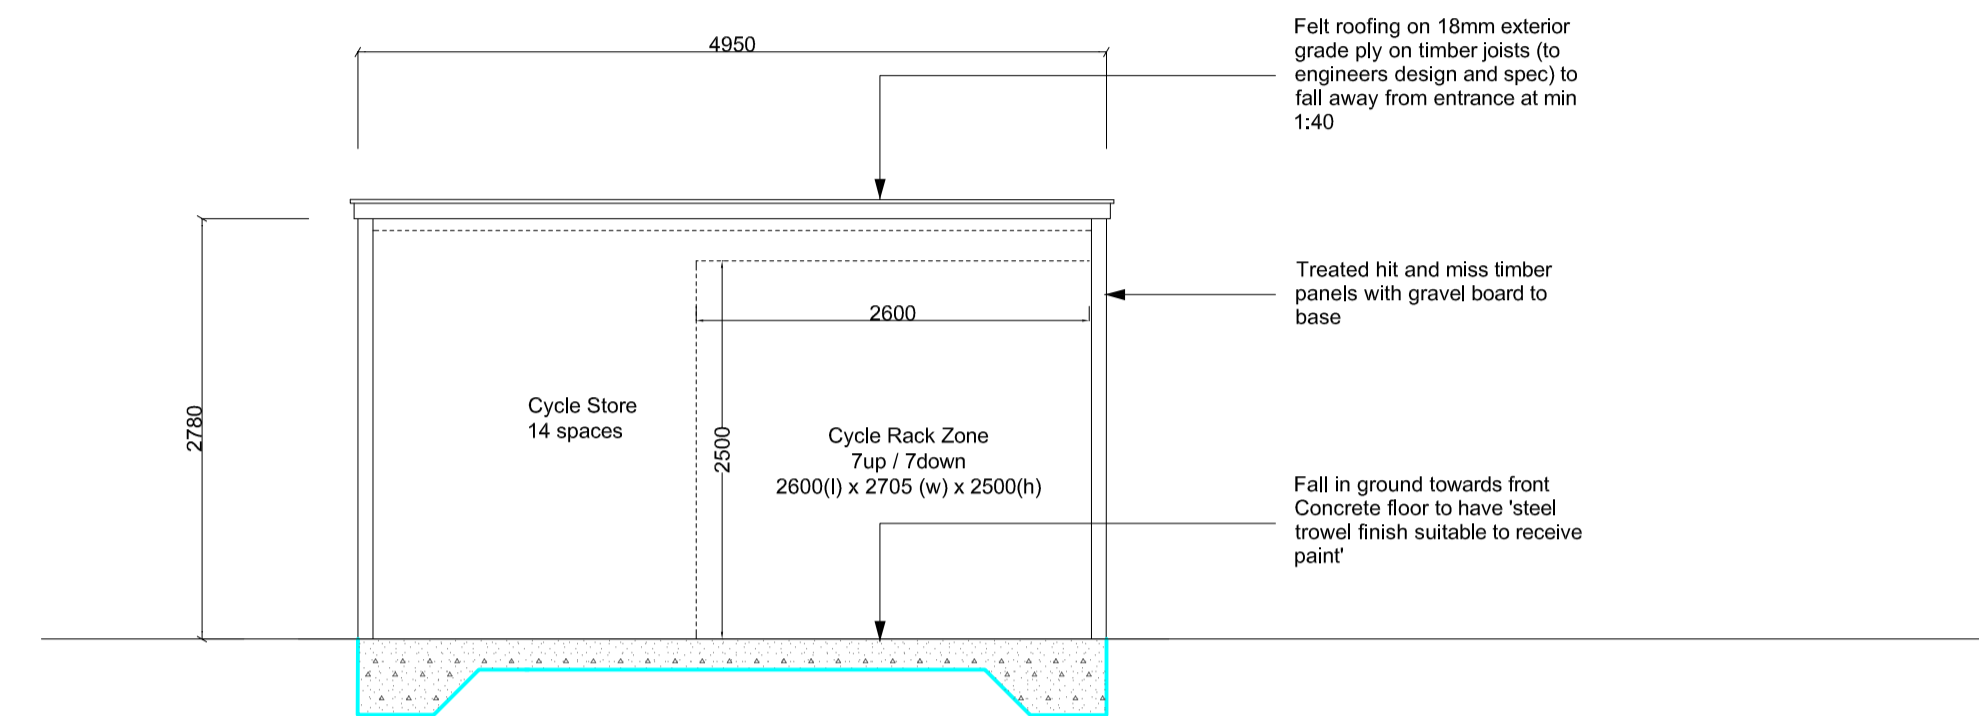 4950
Felt roofing on 18mm exterior
grade ply on timber joists (to
engineers design and spec) to
fall away from entrance at min
1:40
Treated hit and miss timber
panels with gravel board to
base
2600
2780
Cycle Store
14 spaces
2500
Cycle Rack Zone
7up / 7down
2600(l) x 2705 (w) x 2500(h)
Fall in ground towards front
Concrete floor to have 'steel
trowel finish suitable to receive
paint'